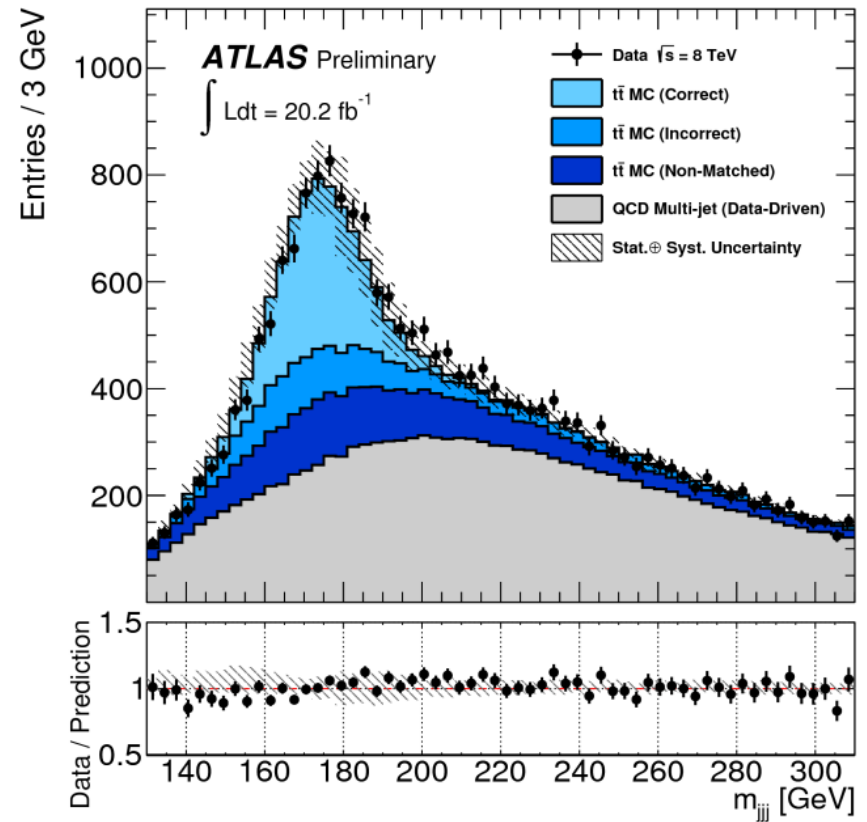 Entries / 3 GeV
1000
800
600
400
200
ATLAS Preliminary
∫ Ldt = 20.2 fb⁻¹
Data √s = 8 TeV
tt̄ MC (Correct)
tt̄ MC (Incorrect)
tt̄ MC (Non-Matched)
QCD Multi-jet (Data-Driven)
Stat.⊕ Syst. Uncertainty
Data / Prediction
1.5
1
0.5
140 160 180 200 220 240 260 280 300
m_jjj [GeV]